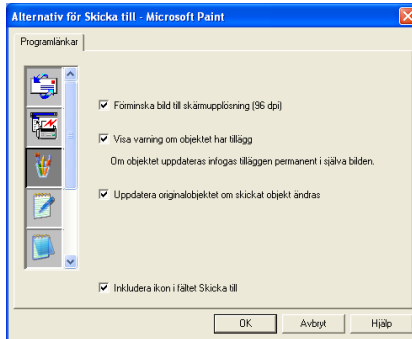 Alternativ för Skicka till - Microsoft Paint
Programlänkar
Förminska bild till skärmupplösning (96 dpi)
Visa varning om objektet har tillägg
Om objektet uppdateras infogas tilläggen permanent i själva bilden.
Uppdatera originalobjektet om skickat objekt ändras
Inkludera ikon i fältet Skicka till
OK Avbryt Hjälp